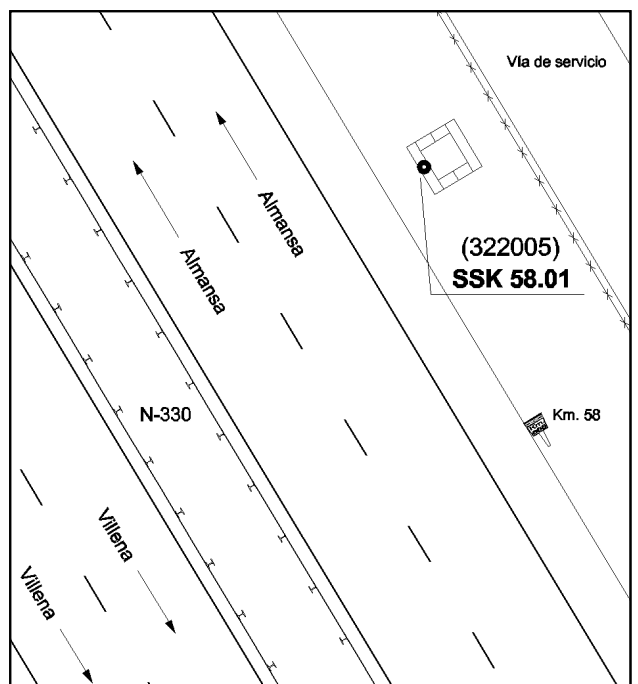 Vía de servicio
Almansa
Almansa
(322005)
SSK 58.01
N-330
Km. 58
Villena
Villena